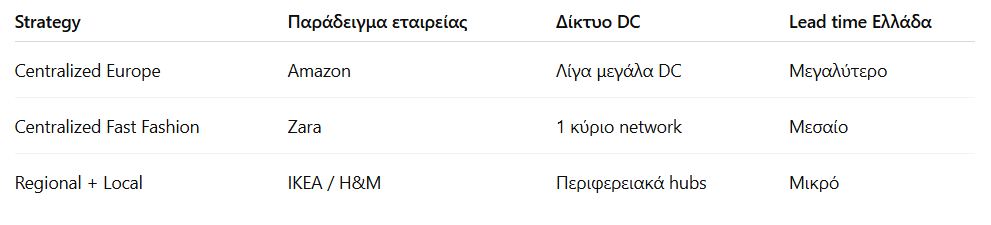 Strategy Παράδειγμα εταιρείας Δίκτυο DC Lead time Ελλάδα
Centralized Europe Amazon Λίγα μεγάλα DC Μεγαλύτερο
Centralized Fast Fashion Zara 1 κύριο network Μεσαίο
Regional + Local IKEA / H&M Περιφερειακά hubs Μικρό